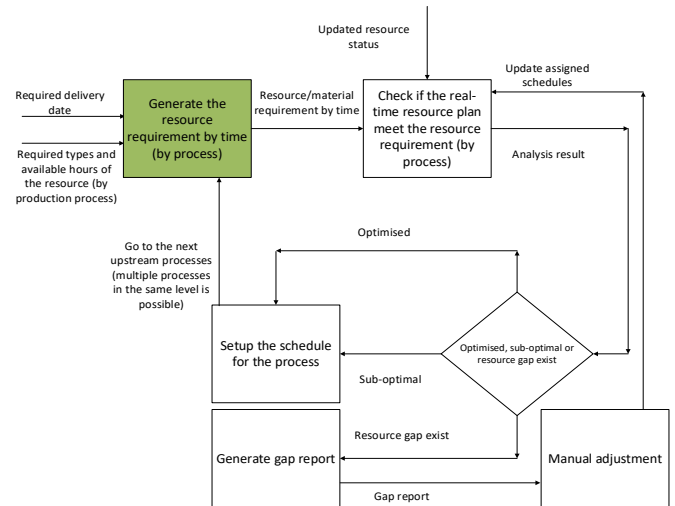 Updated resource
status
Required delivery
date
Required types and
available hours of
the resource (by
production process)
Generate the
resource
requirement by time
(by process)
Resource/material
requirement by time
Check if the real-
time resource plan
meet the resource
requirement (by
process)
Update assigned
schedules
Analysis result
Go to the next
upstream processes
(multiple processes
in the same level is
possible)
Optimised
Setup the schedule
for the process
Sub-optimal
Optimised, sub-optimal or
resource gap exist
Resource gap exist
Generate gap report
Gap report
Manual adjustment